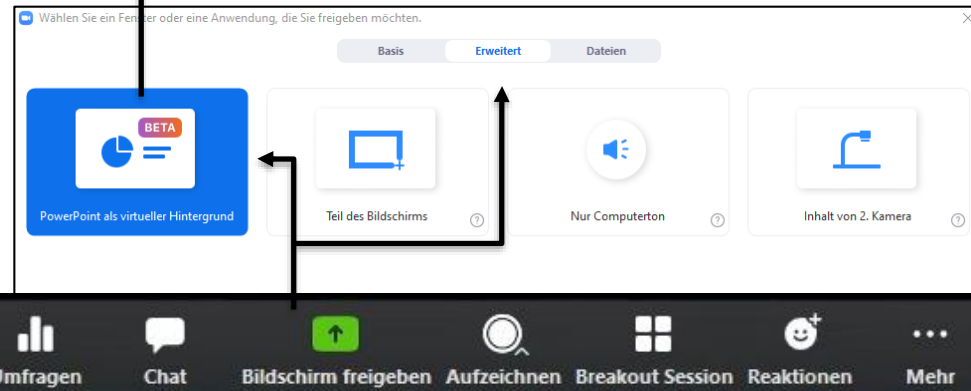 Wählen Sie ein Fenster oder eine Anwendung, die Sie freigeben möchten.
Basis Erweitert Dateien
BETA
PowerPoint als virtueller Hintergrund Teil des Bildschirms Nur Computerton Inhalt von 2. Kamera
Umfragen Chat Bildschirm freigeben Aufzeichnen Breakout Session Reaktionen Mehr